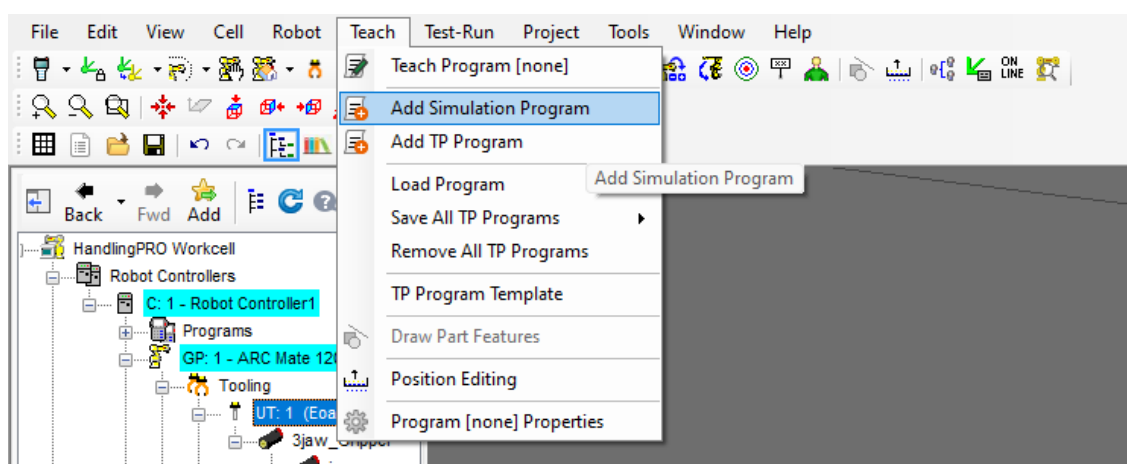 File Edit View Cell Robot Teach Test-Run Project Tools Window Help
Teach Program [none]
ON
LINE
Add Simulation Program
Add TP Program
Add Simulation Program
Load Program
Back Fwd Add
Save All TP Programs
HandlingPRO Workcell
Remove All TP Programs
Robot Controllers
C: 1 - Robot Controller1
TP Program Template
Programs
Draw Part Features
GP: 1 - ARC Mate 120
Tooling
Position Editing
UT: 1 (Eoa
Program [none] Properties
3jaw_Gripper